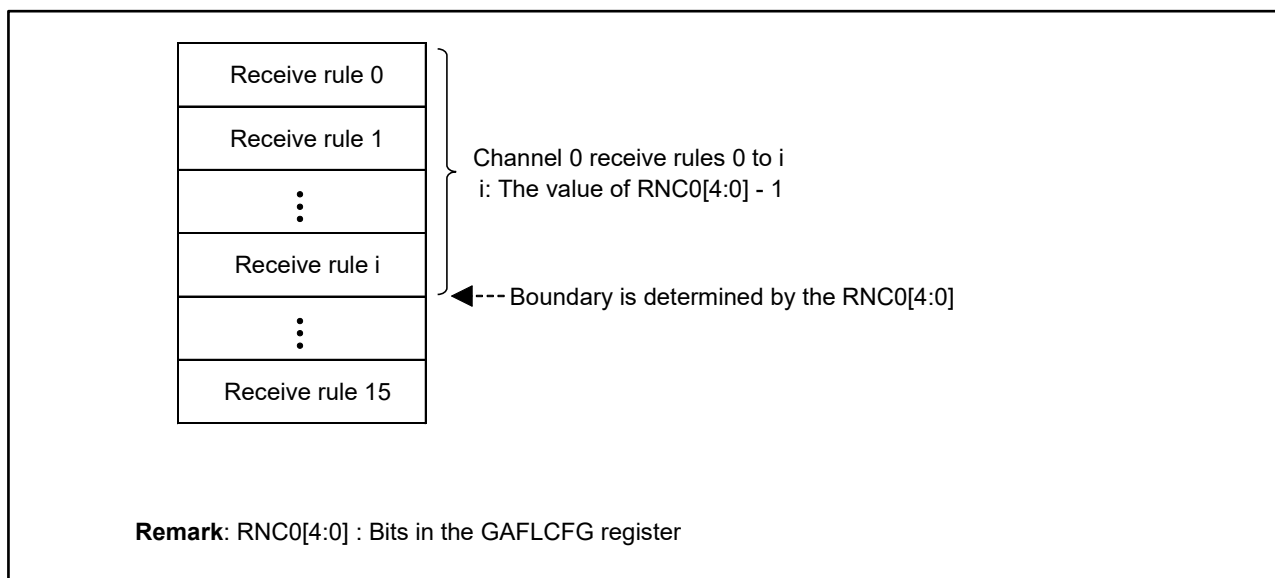 Receive rule 0
Receive rule 1
Channel 0 receive rules 0 to i
i: The value of RNC0[4:0] - 1
Receive rule i
Boundary is determined by the RNC0[4:0]
Receive rule 15
Remark: RNC0[4:0] : Bits in the GAFLCFG register